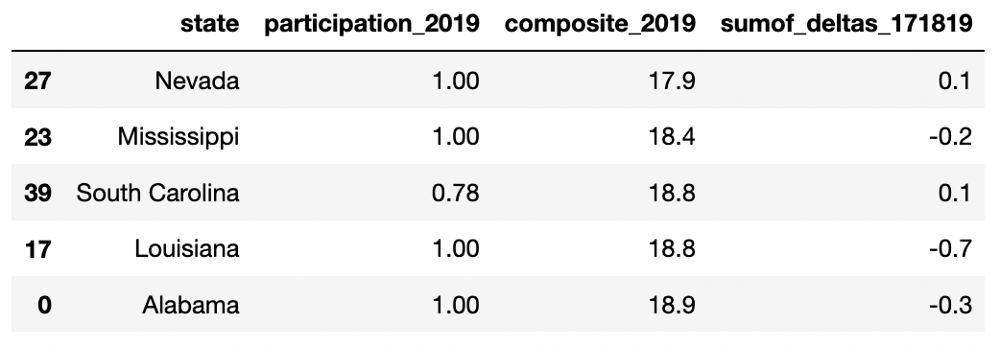 state participation_2019 composite_2019 sumof_deltas_171819
27 Nevada 1.00 17.9 0.1
23 Mississippi 1.00 18.4 -0.2
39 South Carolina 0.78 18.8 0.1
17 Louisiana 1.00 18.8 -0.7
0 Alabama 1.00 18.9 -0.3